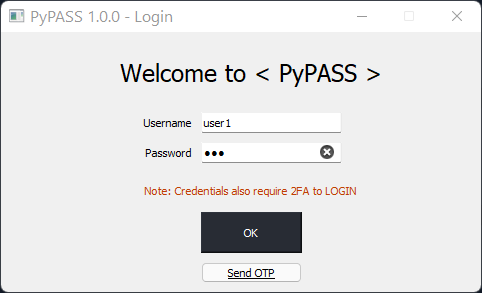 PyPASS 1.0.0 - Login
Welcome to < PyPASS >
Username user1
Password •••
Note: Credentials also require 2FA to LOGIN
OK
Send OTP